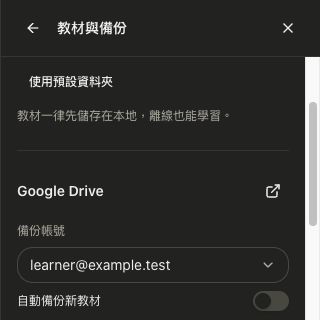 教材與備份
使用預設資料夾
教材一律先儲存在本地，離線也能學習。
Google Drive
備份帳號
learner@example.test
自動備份新教材